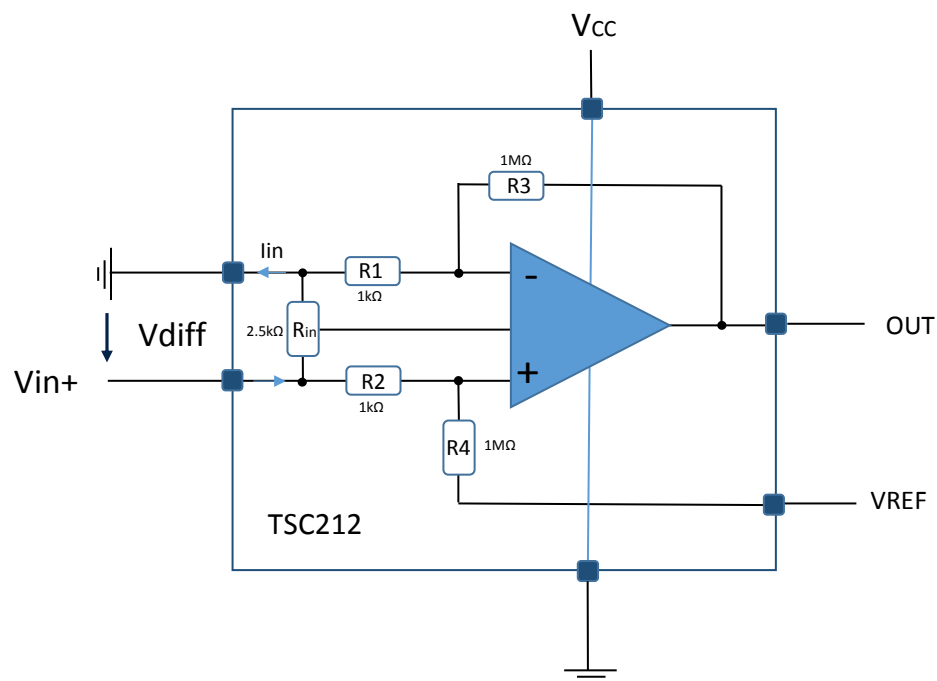 Vcc
1MΩ
R3
Iin
R1
-
1kΩ
Vdiff
2.5kΩ
Rin
OUT
Vin+
R2
+
1kΩ
R4
1MΩ
VREF
TSC212